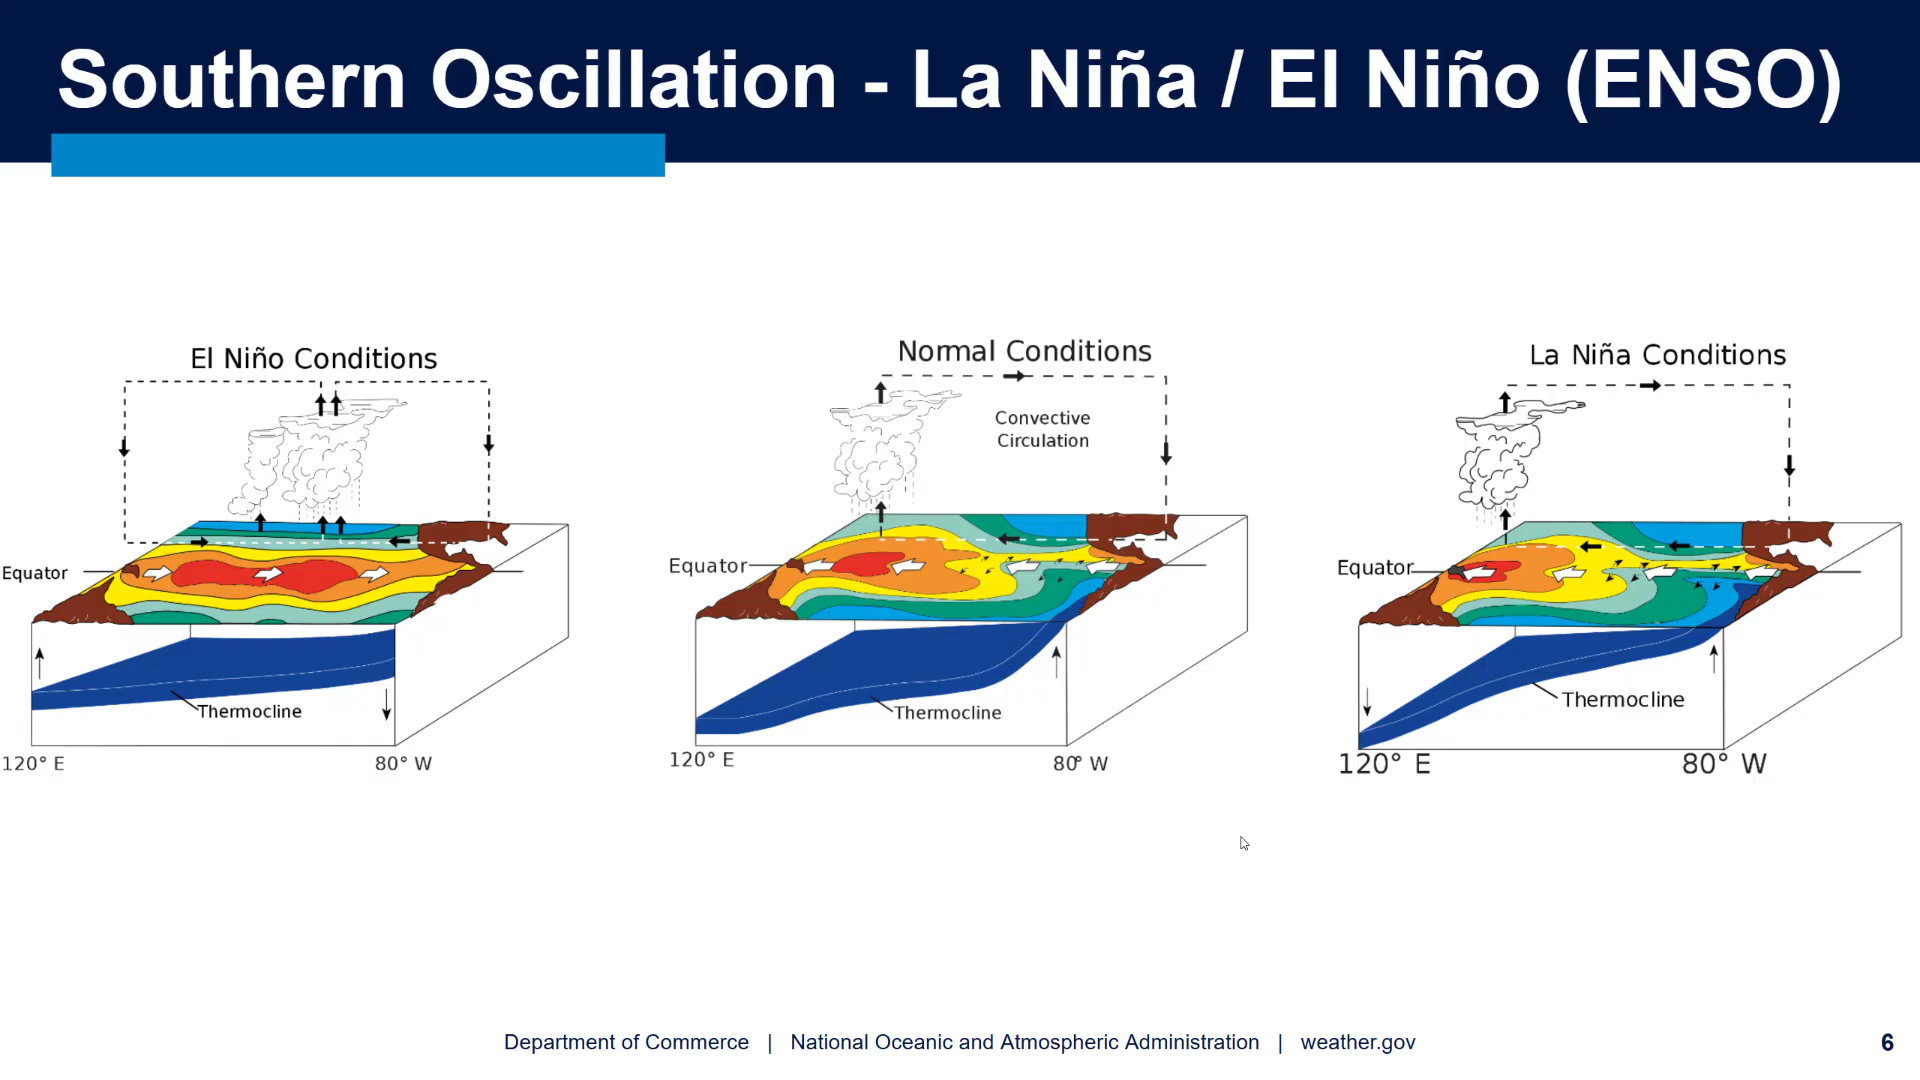 Southern Oscillation - La Niña / El Niño (ENSO)
El Niño Conditions
Equator
Thermocline
120° E
80° W
Normal Conditions
Convective
Circulation
Equator
Thermocline
120° E
80° W
La Niña Conditions
Equator
Thermocline
120° E
80° W
Department of Commerce | National Oceanic and Atmospheric Administration | weather.gov
6